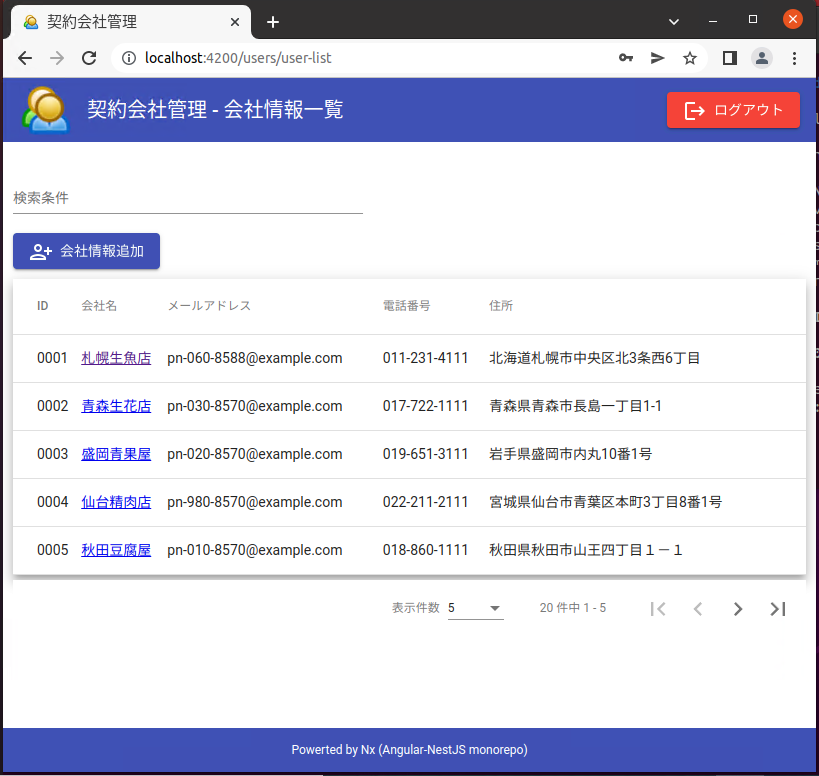 契約会社管理
localhost:4200/users/user-list
契約会社管理 - 会社情報一覧
ログアウト
検索条件
会社情報追加
ID 会社名 メールアドレス 電話番号 住所
0001 札幌生魚店 pn-060-8588@example.com 011-231-4111 北海道札幌市中央区北3条西6丁目
0002 青森生花店 pn-030-8570@example.com 017-722-1111 青森県青森市長島一丁目1-1
0003 盛岡青果屋 pn-020-8570@example.com 019-651-3111 岩手県盛岡市内丸10番1号
0004 仙台精肉店 pn-980-8570@example.com 022-211-2111 宮城県仙台市青葉区本町3丁目8番1号
0005 秋田豆腐屋 pn-010-8570@example.com 018-860-1111 秋田県秋田市山王四丁目１－１
表示件数 5 20 件中 1 - 5
Powerted by Nx (Angular-NestJS monorepo)